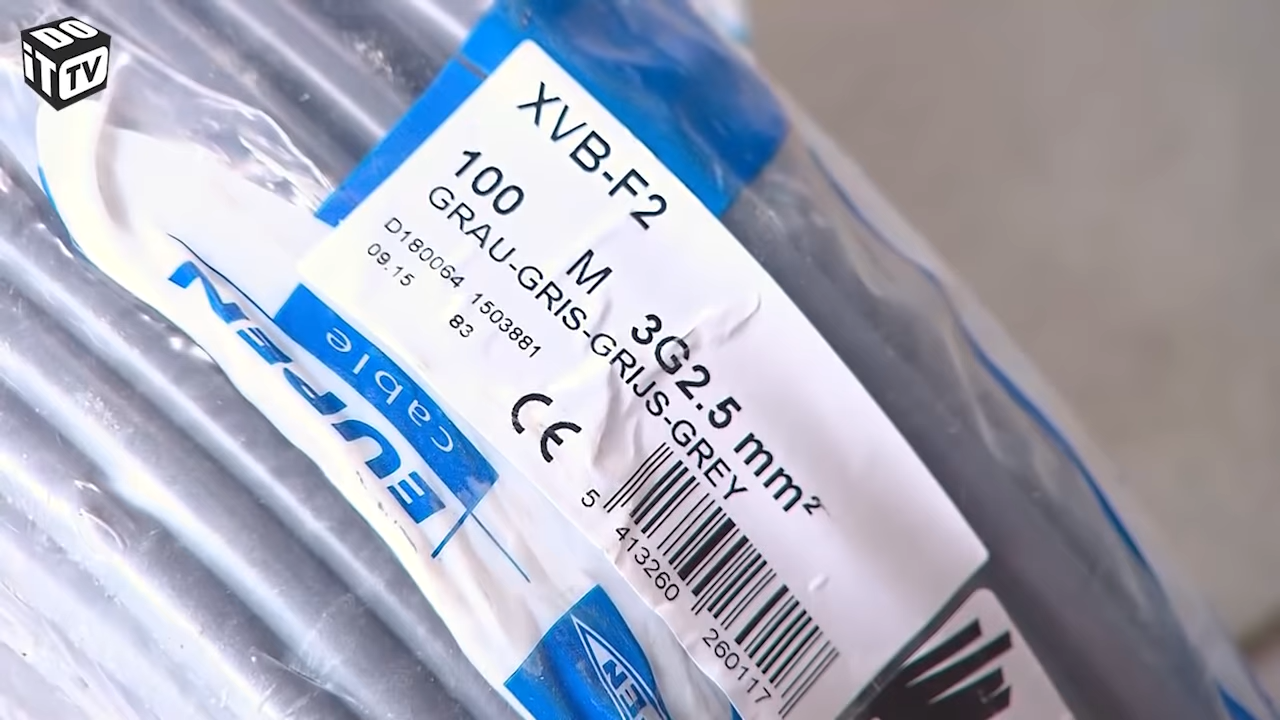 DO
iT TV
XVB-F2
100 M 3G2.5 mm²
GRAU-GRIS-GRIJS-GREY
D180064 1503881
09.15 83
CE
5 413260 260117
cable
EUPEN